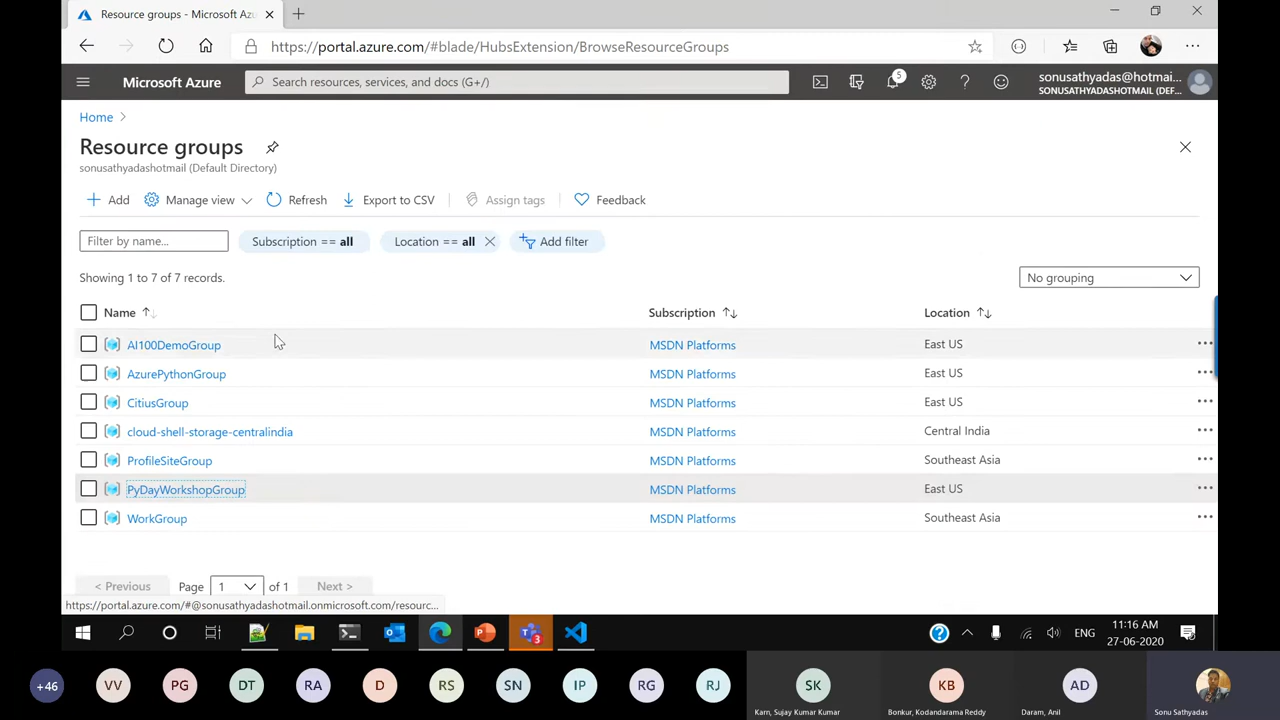 Resource groups - Microsoft Azu
https://portal.azure.com/#blade/HubsExtension/BrowseResourceGroups
Microsoft Azure
Search resources, services, and docs (G+/)
5
sonusathyadas@hotmai...
SONUSATHYADASHOTMAIL (DEF...
Home >
Resource groups
sonusathyadashotmail (Default Directory)
Add Manage view Refresh Export to CSV Assign tags Feedback
Filter by name... Subscription == all Location == all Add filter
Showing 1 to 7 of 7 records. No grouping
Name Subscription Location
AI100DemoGroup MSDN Platforms East US
AzurePythonGroup MSDN Platforms East US
CitiusGroup MSDN Platforms East US
cloud-shell-storage-centralindia MSDN Platforms Central India
ProfileSiteGroup MSDN Platforms Southeast Asia
PyDayWorkshopGroup MSDN Platforms East US
WorkGroup MSDN Platforms Southeast Asia
< Previous Page 1 of 1 Next >
https://portal.azure.com/#@sonusathyadashotmail.onmicrosoft.com/resourc...
3
ENG
11:16 AM
27-06-2020
+46 VV PG DT RA D RS SN IP RG RJ SK KB AD
Karn, Sujay Kumar Kumar Bonkur, Kodandarama Reddy Daram, Anil Sonu Sathyadas